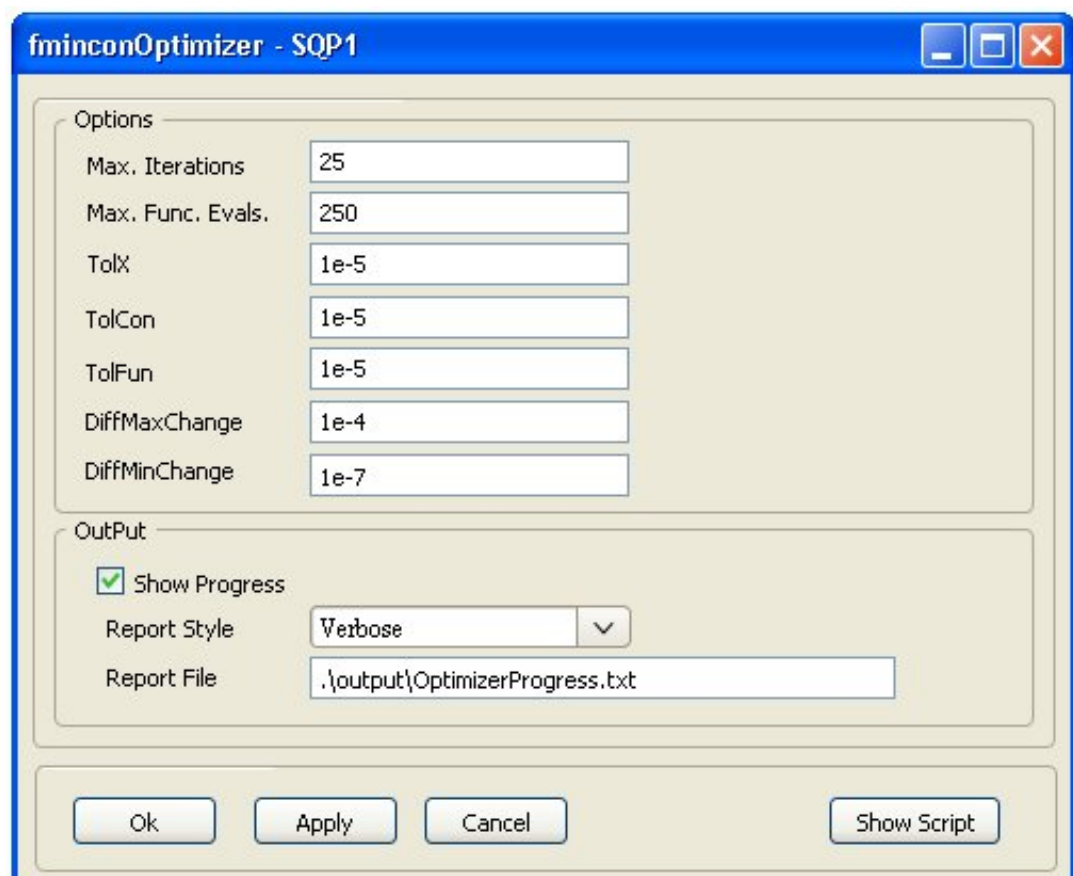 fminconOptimizer - SQP1
Options
Max. Iterations 25
Max. Func. Evals. 250
TolX 1e-5
TolCon 1e-5
TolFun 1e-5
DiffMaxChange 1e-4
DiffMinChange 1e-7
OutPut
Show Progress
Report Style Verbose
Report File .\output\OptimizerProgress.txt
Ok Apply Cancel Show Script